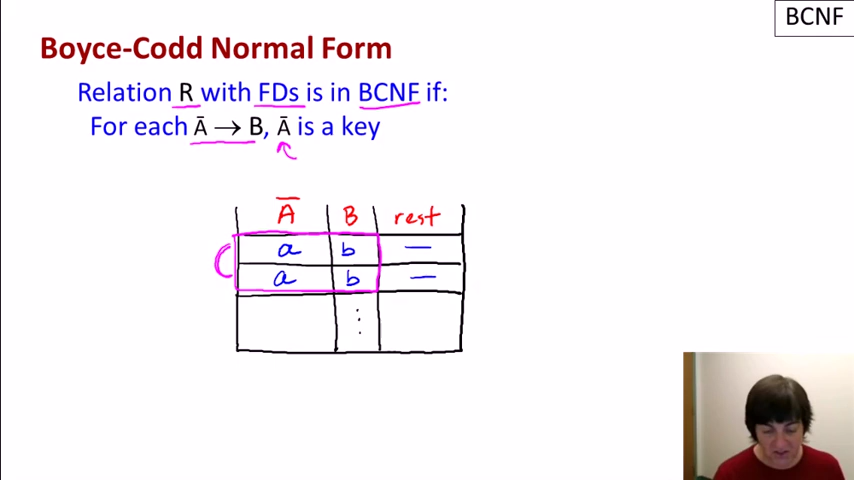 BCNF
Boyce-Codd Normal Form
Relation R with FDs is in BCNF if:
For each Ā → B, Ā is a key
Ā B rest
a b —
a b —
⋮